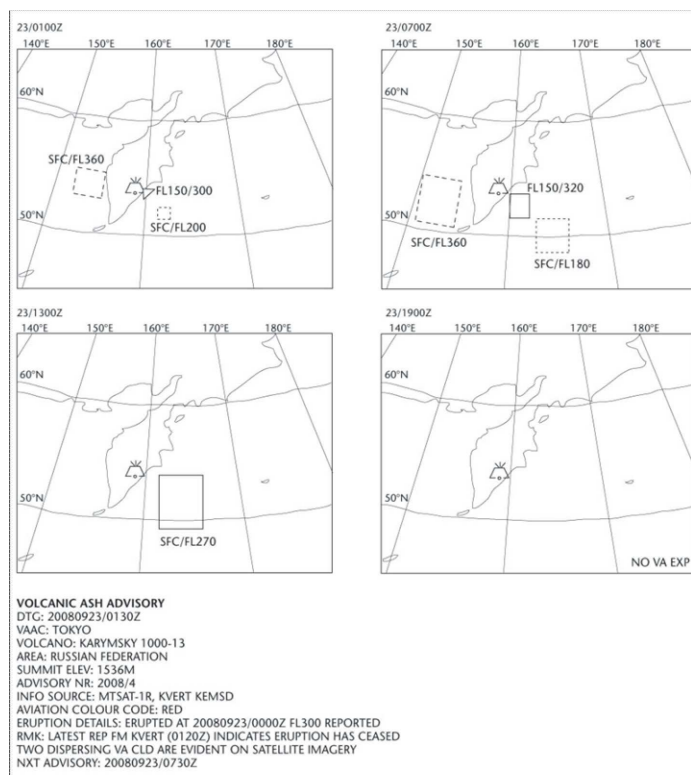 23/0100Z
140°E 150°E 160°E 170°E 180°E
60°N
SFC/FL360
FL150/300
50°N
SFC/FL200
23/0700Z
140°E 150°E 160°E 170°E 180°E
60°N
FL150/320
50°N
SFC/FL360
SFC/FL180
23/1300Z
140°E 150°E 160°E 170°E 180°E
60°N
50°N
SFC/FL270
23/1900Z
140°E 150°E 160°E 170°E 180°E
60°N
50°N
NO VA EXP
VOLCANIC ASH ADVISORY
DTG: 20080923/0130Z
VAAC: TOKYO
VOLCANO: KARYMSKY 1000-13
AREA: RUSSIAN FEDERATION
SUMMIT ELEV: 1536M
ADVISORY NR: 2008/4
INFO SOURCE: MTSAT-1R, KVERT KEMSD
AVIATION COLOUR CODE: RED
ERUPTION DETAILS: ERUPTED AT 20080923/0000Z FL300 REPORTED
RMK: LATEST REP FM KVERT (0120Z) INDICATES ERUPTION HAS CEASED
TWO DISPERSING VA CLD ARE EVIDENT ON SATELLITE IMAGERY
NXT ADVISORY: 20080923/0730Z